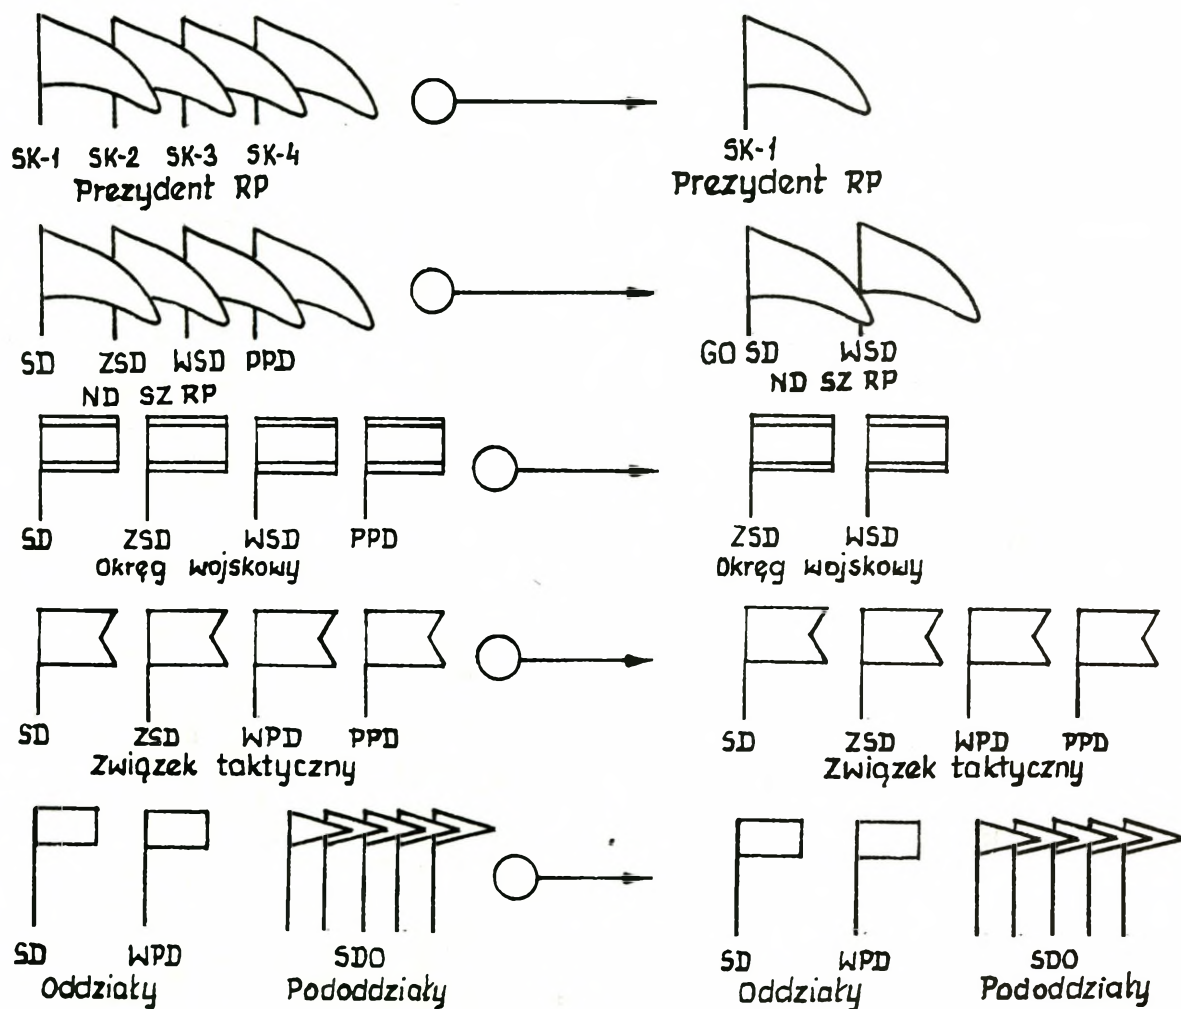 SK-1 SK-2 SK-3 SK-4
Prezydent RP
SK-1
Prezydent RP
SD ZSD WSD PPD
ND SZ RP
GO SD WSD
ND SZ RP
SD ZSD WSD PPD
Okręg wojskowy
ZSD WSD
Okręg wojskowy
SD ZSD WPD PPD
Związek taktyczny
SD ZSD WPD PPD
Związek taktyczny
SD WPD SDO
Oddziały Pododdziały
SD WPD SDO
Oddziały Pododdziały